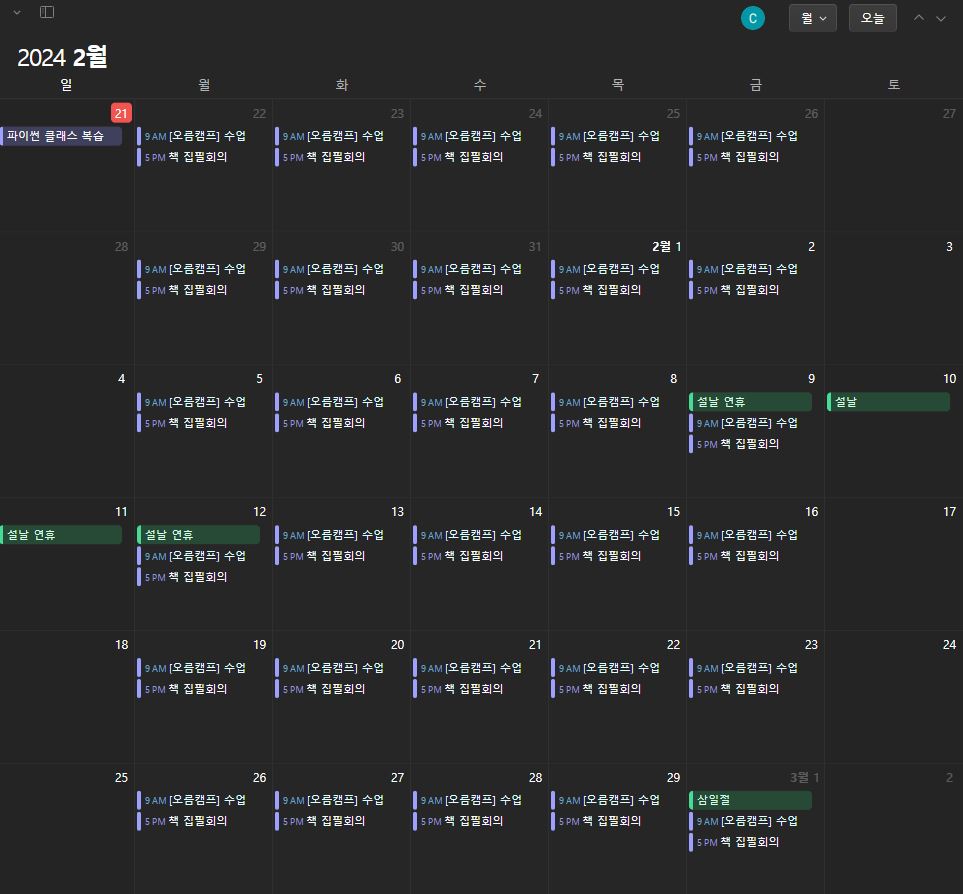 C
월
오늘
2024 2월
일 월 화 수 목 금 토
21 22 23 24 25 26 27
파이썬 클래스 복습 9 AM [오름캠프] 수업 9 AM [오름캠프] 수업 9 AM [오름캠프] 수업 9 AM [오름캠프] 수업 9 AM [오름캠프] 수업
5 PM 책 집필회의 5 PM 책 집필회의 5 PM 책 집필회의 5 PM 책 집필회의 5 PM 책 집필회의
28 29 30 31 2월 1 2 3
9 AM [오름캠프] 수업 9 AM [오름캠프] 수업 9 AM [오름캠프] 수업 9 AM [오름캠프] 수업 9 AM [오름캠프] 수업
5 PM 책 집필회의 5 PM 책 집필회의 5 PM 책 집필회의 5 PM 책 집필회의 5 PM 책 집필회의
4 5 6 7 8 9 10
9 AM [오름캠프] 수업 9 AM [오름캠프] 수업 9 AM [오름캠프] 수업 9 AM [오름캠프] 수업 설날 연휴 설날
5 PM 책 집필회의 5 PM 책 집필회의 5 PM 책 집필회의 5 PM 책 집필회의 9 AM [오름캠프] 수업
5 PM 책 집필회의
11 12 13 14 15 16 17
설날 연휴 설날 연휴 9 AM [오름캠프] 수업 9 AM [오름캠프] 수업 9 AM [오름캠프] 수업 9 AM [오름캠프] 수업
9 AM [오름캠프] 수업 5 PM 책 집필회의 5 PM 책 집필회의 5 PM 책 집필회의 5 PM 책 집필회의
5 PM 책 집필회의
18 19 20 21 22 23 24
9 AM [오름캠프] 수업 9 AM [오름캠프] 수업 9 AM [오름캠프] 수업 9 AM [오름캠프] 수업 9 AM [오름캠프] 수업
5 PM 책 집필회의 5 PM 책 집필회의 5 PM 책 집필회의 5 PM 책 집필회의 5 PM 책 집필회의
25 26 27 28 29 3월 1 2
9 AM [오름캠프] 수업 9 AM [오름캠프] 수업 9 AM [오름캠프] 수업 9 AM [오름캠프] 수업 삼일절
5 PM 책 집필회의 5 PM 책 집필회의 5 PM 책 집필회의 5 PM 책 집필회의 9 AM [오름캠프] 수업
5 PM 책 집필회의